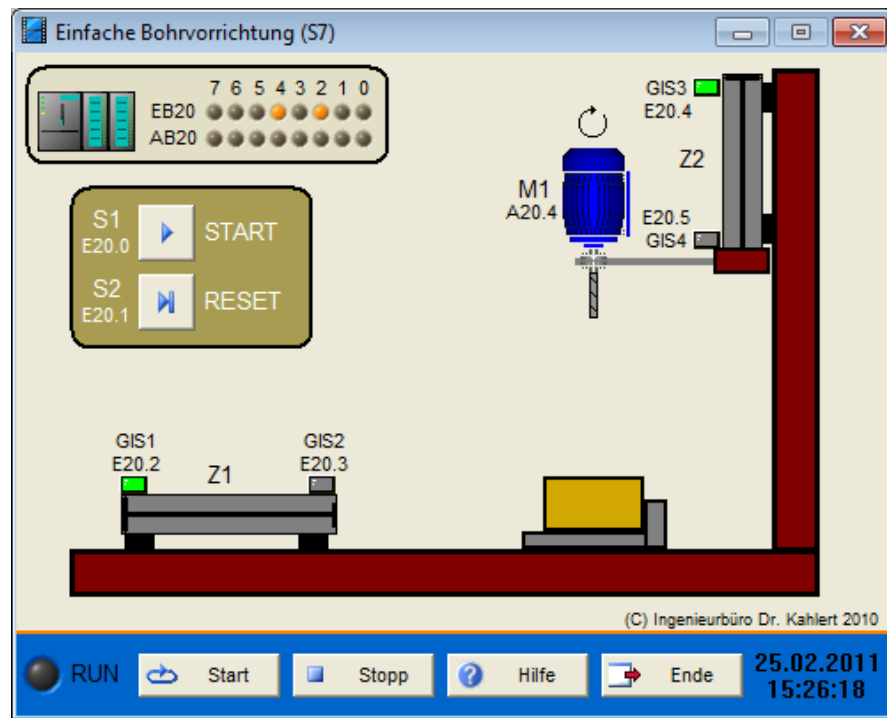 Einfache Bohrvorrichtung (S7)
7 6 5 4 3 2 1 0
EB20
AB20
S1
E20.0
START
S2
E20.1
RESET
GIS3
E20.4
Z2
M1
A20.4
E20.5
GIS4
GIS1
E20.2
Z1
GIS2
E20.3
(C) Ingenieurbüro Dr. Kahlert 2010
RUN
Start
Stopp
Hilfe
Ende
25.02.2011
15:26:18